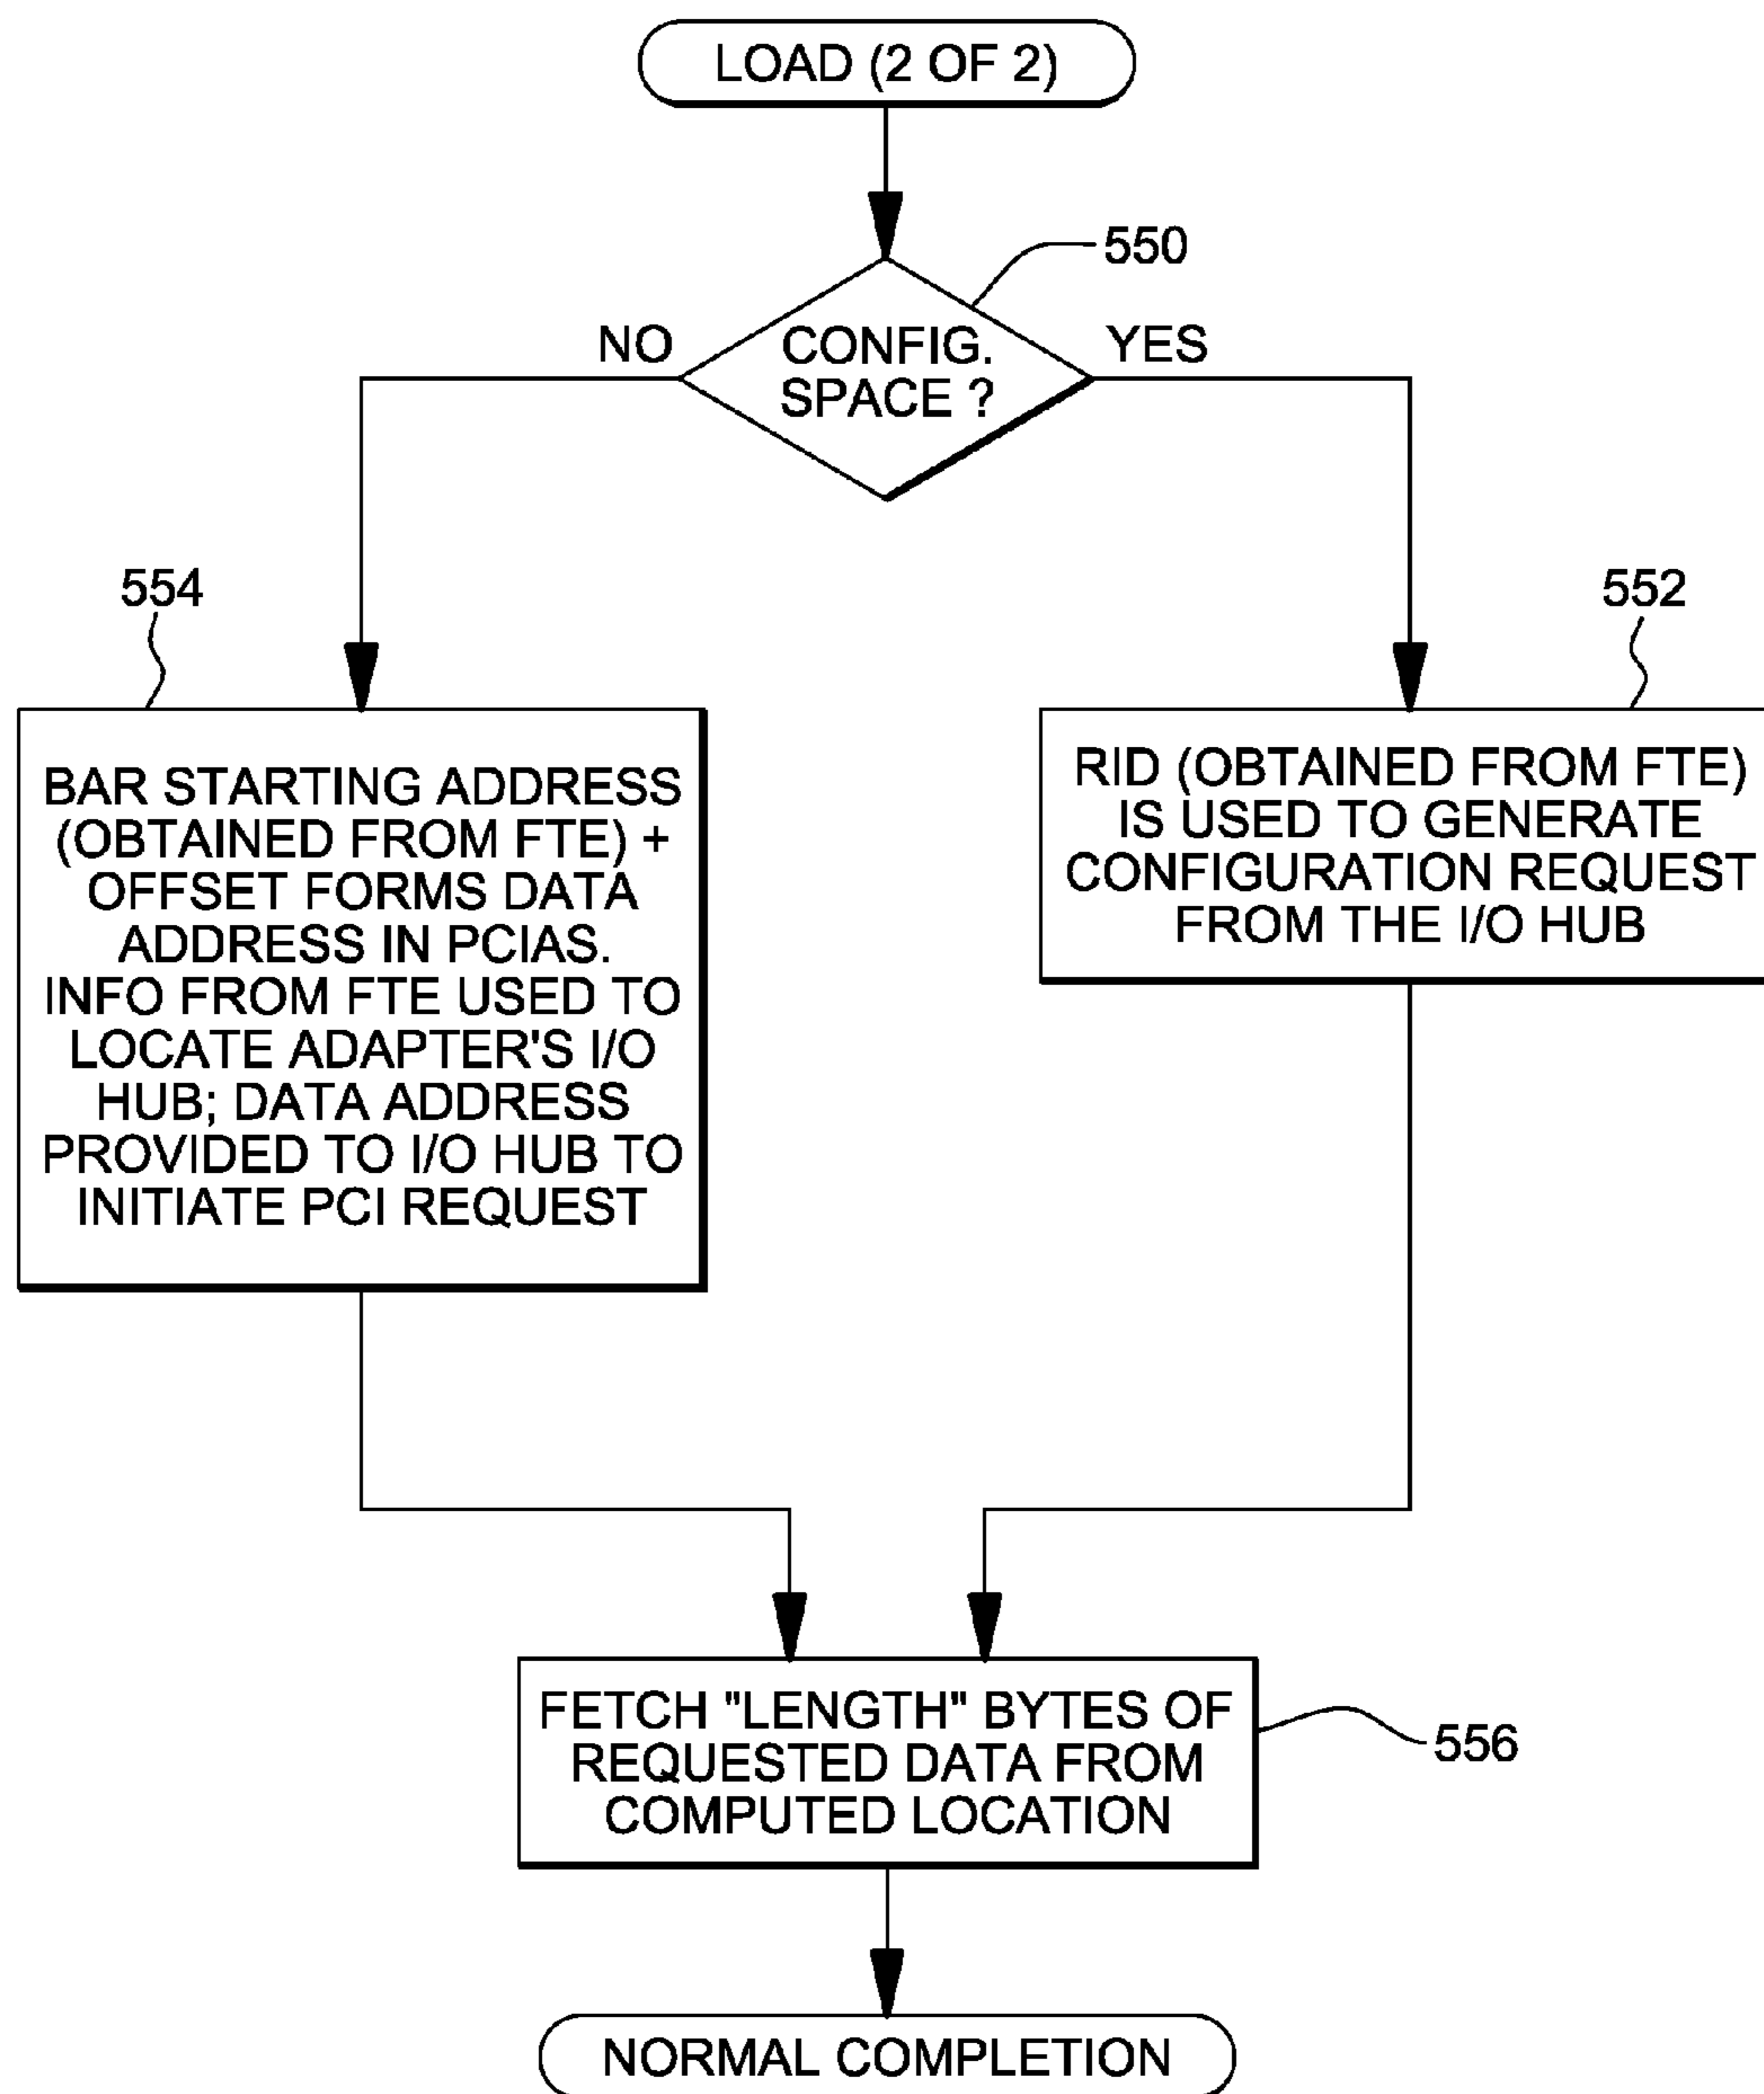 LOAD (2 OF 2)
550
NO
CONFIG.
SPACE ?
YES
554
552
BAR STARTING ADDRESS
(OBTAINED FROM FTE) +
OFFSET FORMS DATA
ADDRESS IN PCIAS.
INFO FROM FTE USED TO
LOCATE ADAPTER'S I/O
HUB; DATA ADDRESS
PROVIDED TO I/O HUB TO
INITIATE PCI REQUEST
RID (OBTAINED FROM FTE)
IS USED TO GENERATE
CONFIGURATION REQUEST
FROM THE I/O HUB
FETCH "LENGTH" BYTES OF
REQUESTED DATA FROM
COMPUTED LOCATION
556
NORMAL COMPLETION